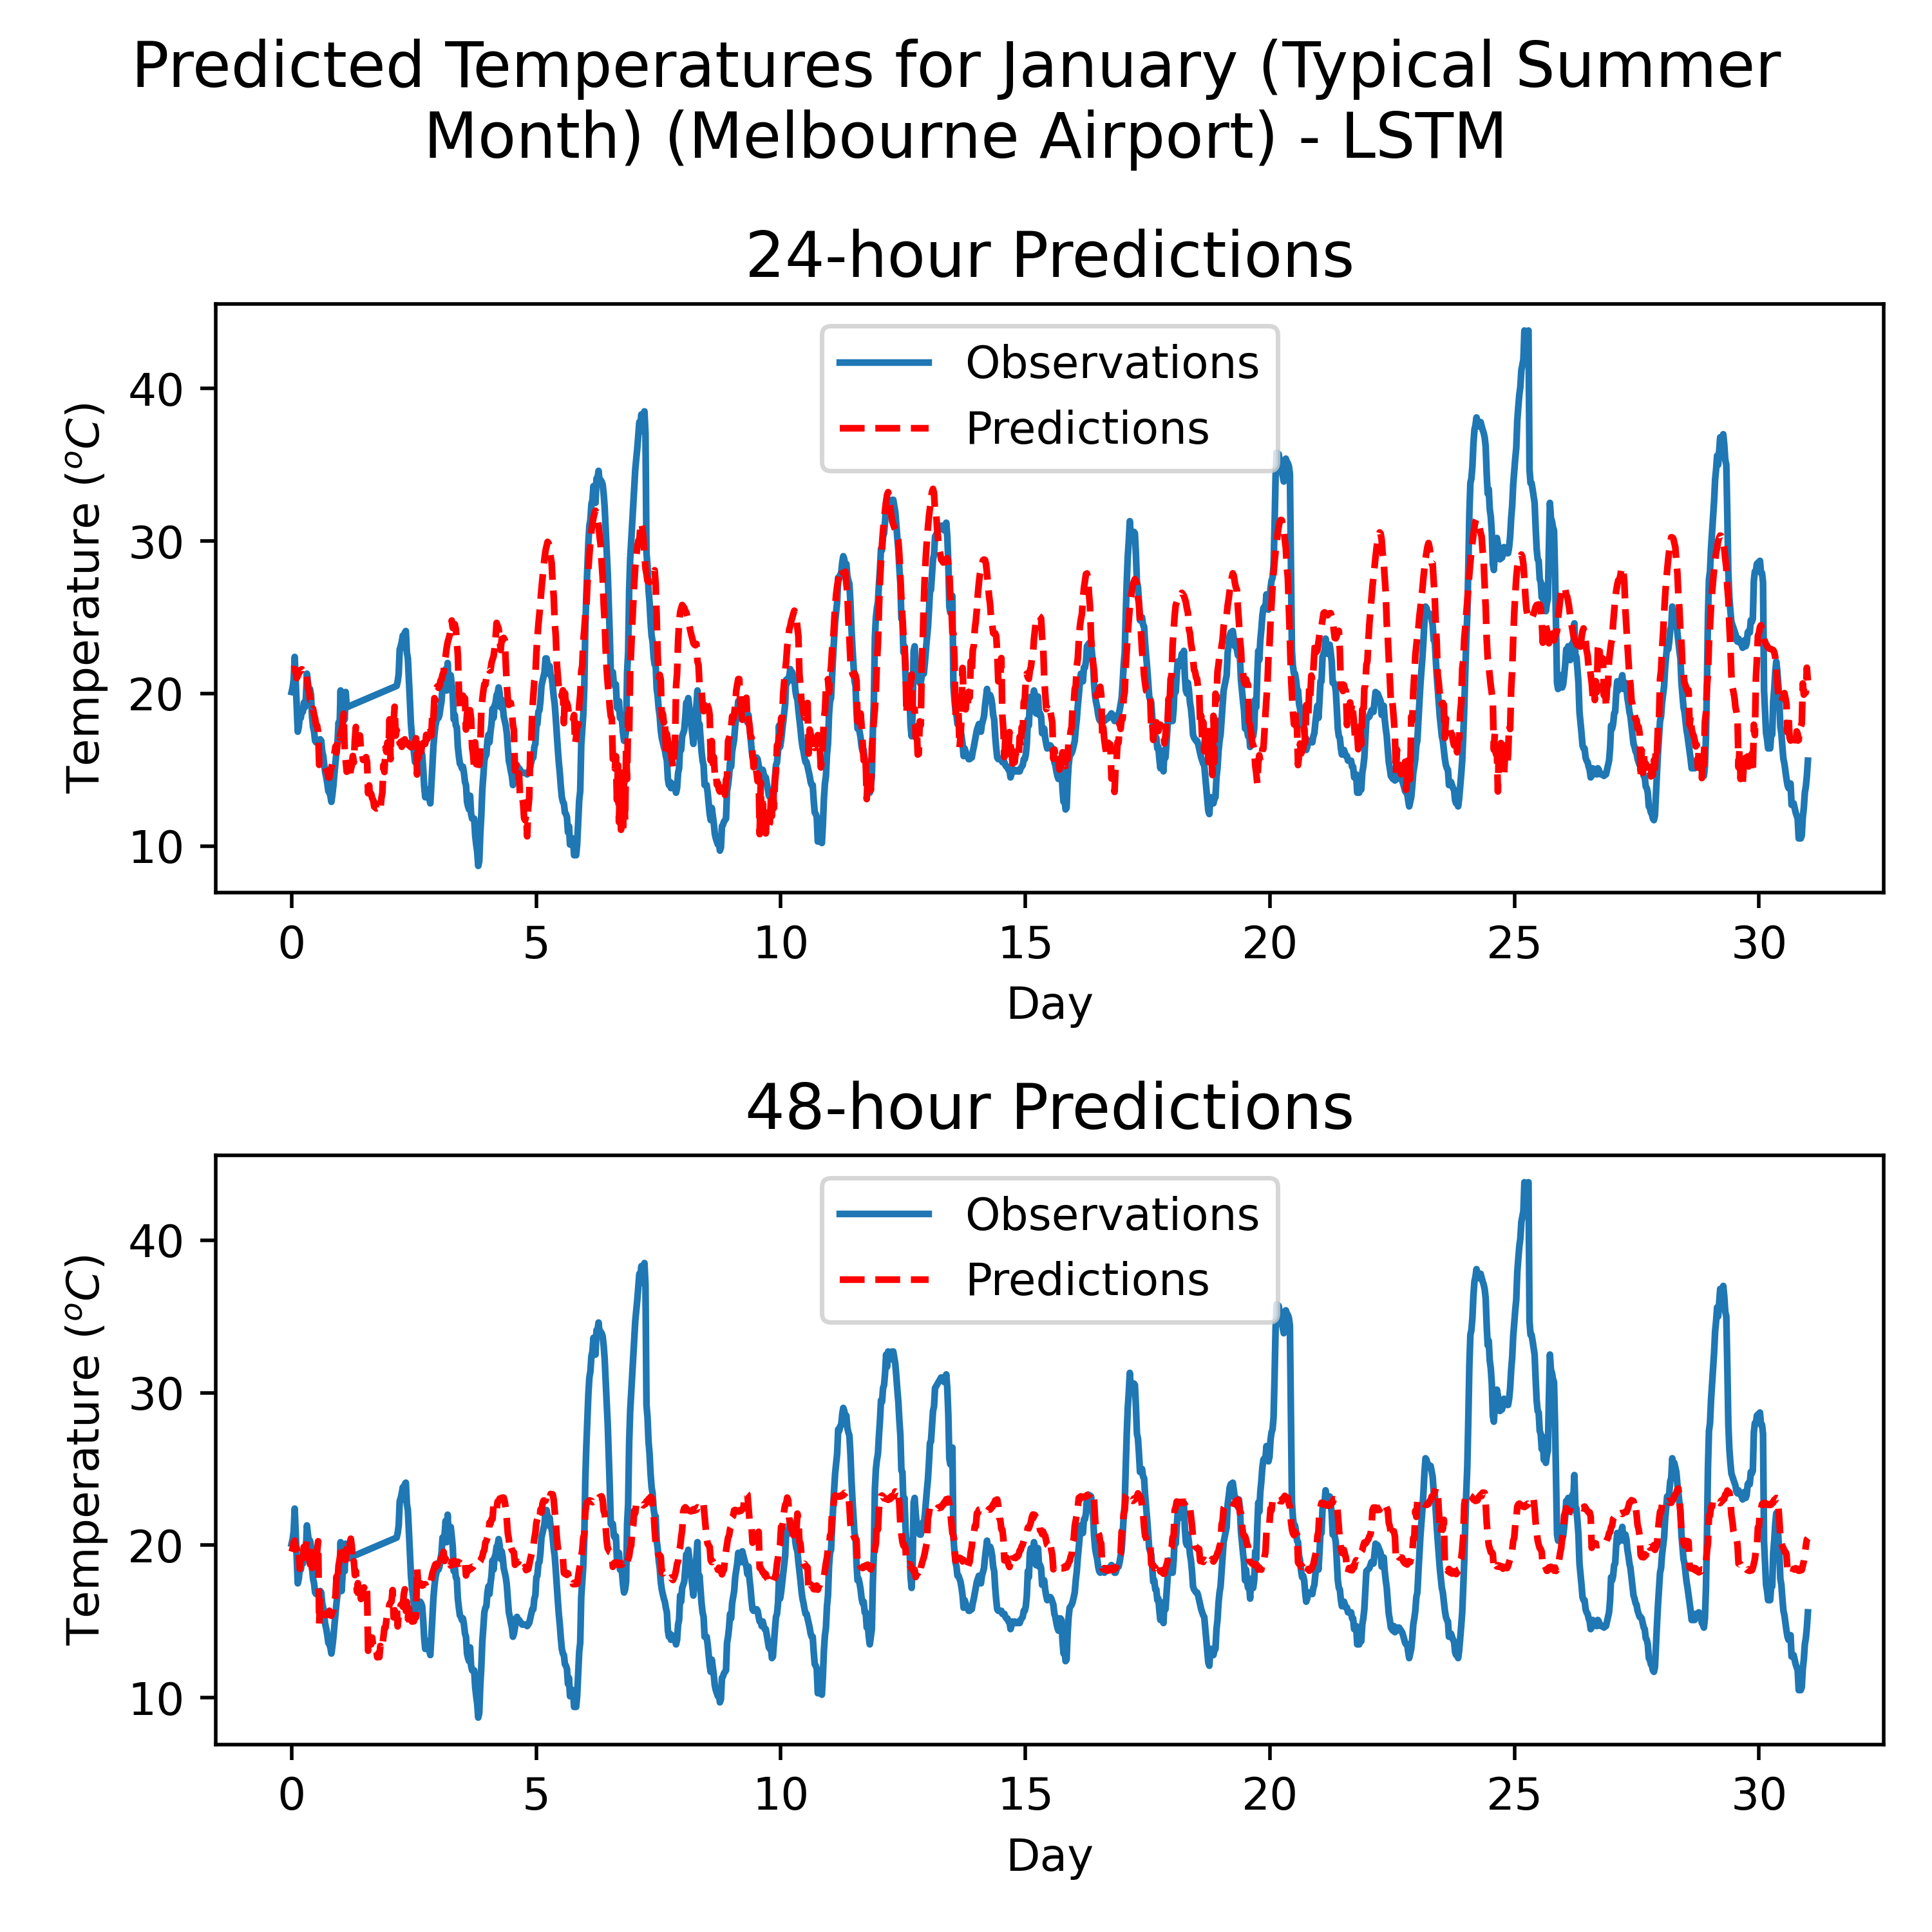 Predicted Temperatures for January (Typical Summer
Month) (Melbourne Airport) - LSTM
24-hour Predictions
Observations
Predictions
Temperature (°C)
40
30
20
10
0 5 10 15 20 25 30
Day
48-hour Predictions
Observations
Predictions
Temperature (°C)
40
30
20
10
0 5 10 15 20 25 30
Day